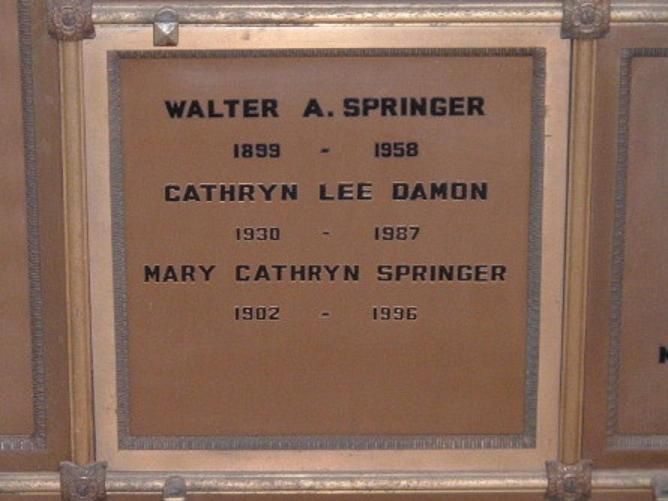 WALTER A. SPRINGER
1899 - 1958
CATHRYN LEE DAMON
1930 - 1987
MARY CATHRYN SPRINGER
1902 - 1996